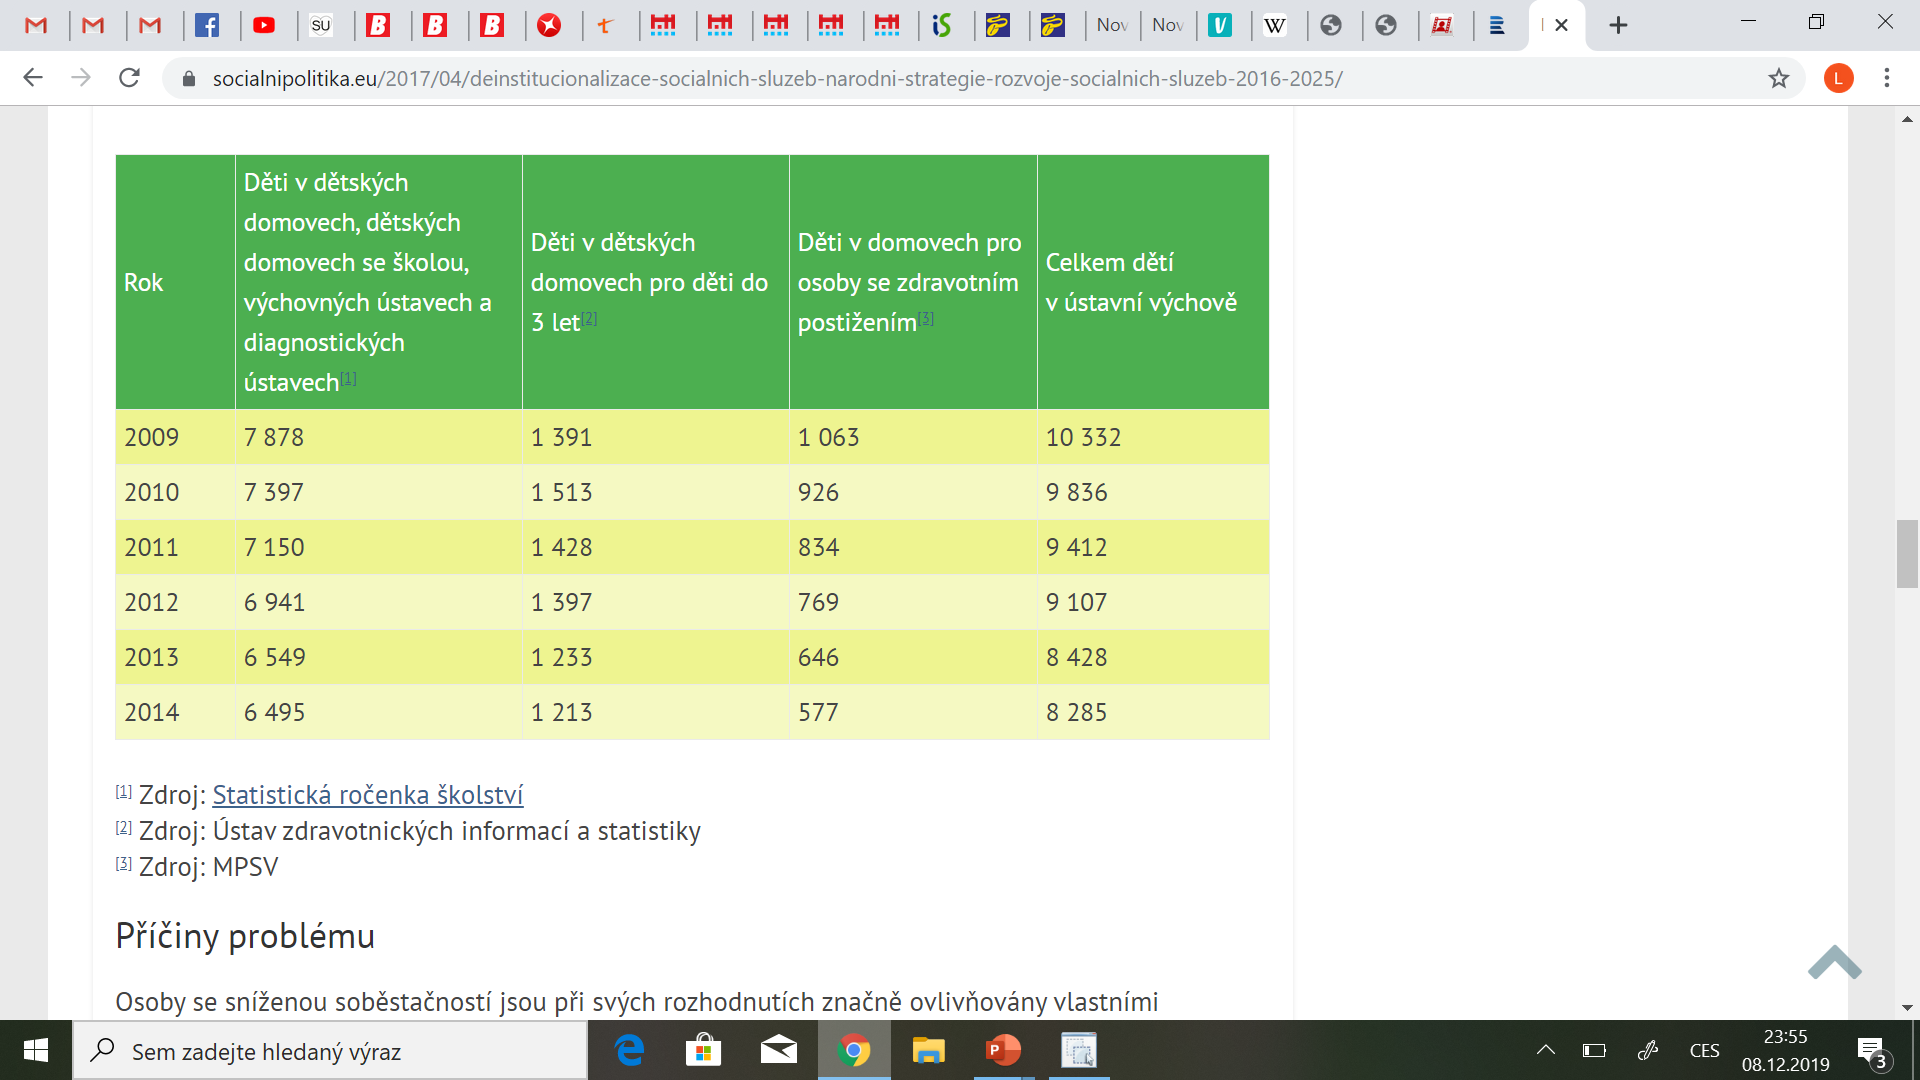 SU
B
B
B
Nov
Nov
V
W
socialnipolitika.eu/2017/04/deinstitucionalizace-socialnich-sluzeb-narodni-strategie-rozvoje-socialnich-sluzeb-2016-2025/
L
Rok
Děti v dětských
domovech, dětských
domovech se školou,
výchovných ústavech a
diagnostických
ústavech[1]
Děti v dětských
domovech pro děti do
3 let[2]
Děti v domovech pro
osoby se zdravotním
postižením[3]
Celkem dětí
v ústavní výchově
2009 7 878 1 391 1 063 10 332
2010 7 397 1 513 926 9 836
2011 7 150 1 428 834 9 412
2012 6 941 1 397 769 9 107
2013 6 549 1 233 646 8 428
2014 6 495 1 213 577 8 285
[1] Zdroj: Statistická ročenka školství
[2] Zdroj: Ústav zdravotnických informací a statistiky
[3] Zdroj: MPSV
Příčiny problému
Osoby se sníženou soběstačností jsou při svých rozhodnutích značně ovlivňovány vlastními
Sem zadejte hledaný výraz
P
CES
23:55
08.12.2019
3